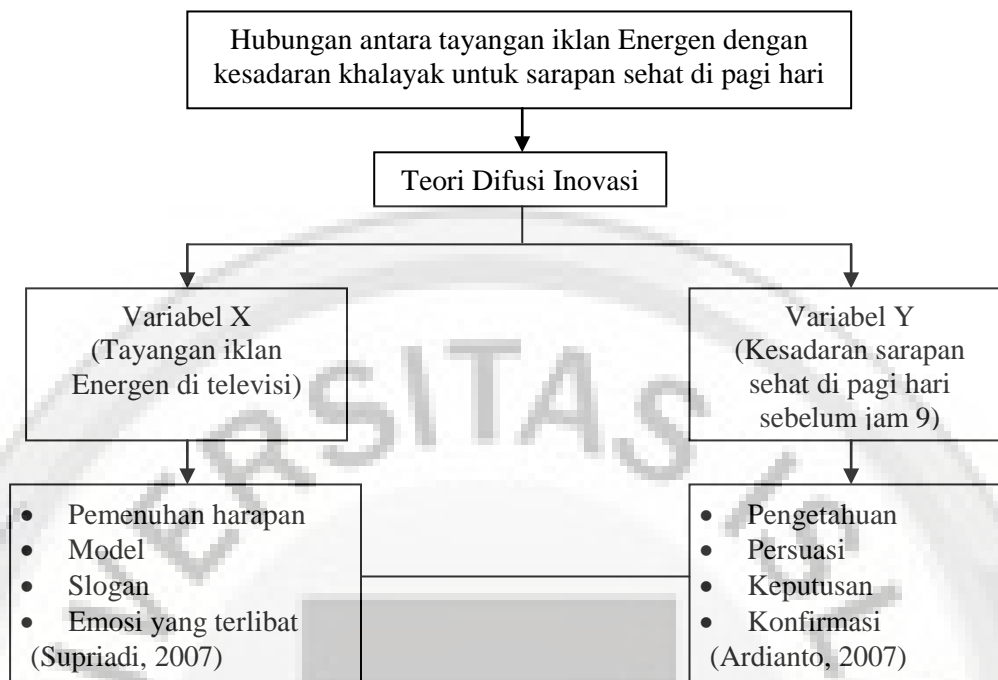 Hubungan antara tayangan iklan Energen dengan
kesadaran khalayak untuk sarapan sehat di pagi hari
Teori Difusi Inovasi
Variabel X
(Tayangan iklan
Energen di televisi)
Variabel Y
(Kesadaran sarapan
sehat di pagi hari
sebelum jam 9)
• Pemenuhan harapan
• Model
• Slogan
• Emosi yang terlibat
(Supriadi, 2007)
• Pengetahuan
• Persuasi
• Keputusan
• Konfirmasi
(Ardianto, 2007)